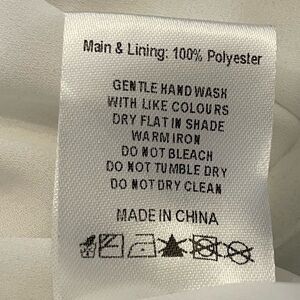 Main & Lining: 100% Polyester
GENTLE HAND WASH
WITH LIKE COLOURS
DRY FLAT IN SHADE
WARM IRON
DO NOT BLEACH
DO NOT TUMBLE DRY
DO NOT DRY CLEAN
MADE IN CHINA